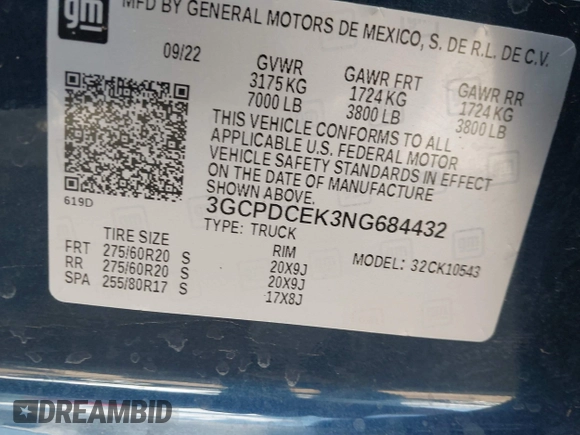 gm MFD BY GENERAL MOTORS DE MEXICO, S. DE R.L. DE C.V.
09/22 GVWR GAWR FRT GAWR RR
3175 KG 1724 KG 1724 KG
7000 LB 3800 LB 3800 LB
THIS VEHICLE CONFORMS TO ALL
APPLICABLE U.S. FEDERAL MOTOR
VEHICLE SAFETY STANDARDS IN EFFECT
ON THE DATE OF MANUFACTURE
SHOWN ABOVE.
619D
3GCPDCEK3NG684432
TYPE: TRUCK
MODEL: 32CK10543
TIRE SIZE RIM
FRT 275/60R20 S 20X9J
RR 275/60R20 S 20X9J
SPA 255/80R17 S 17X8J
DREAMBID